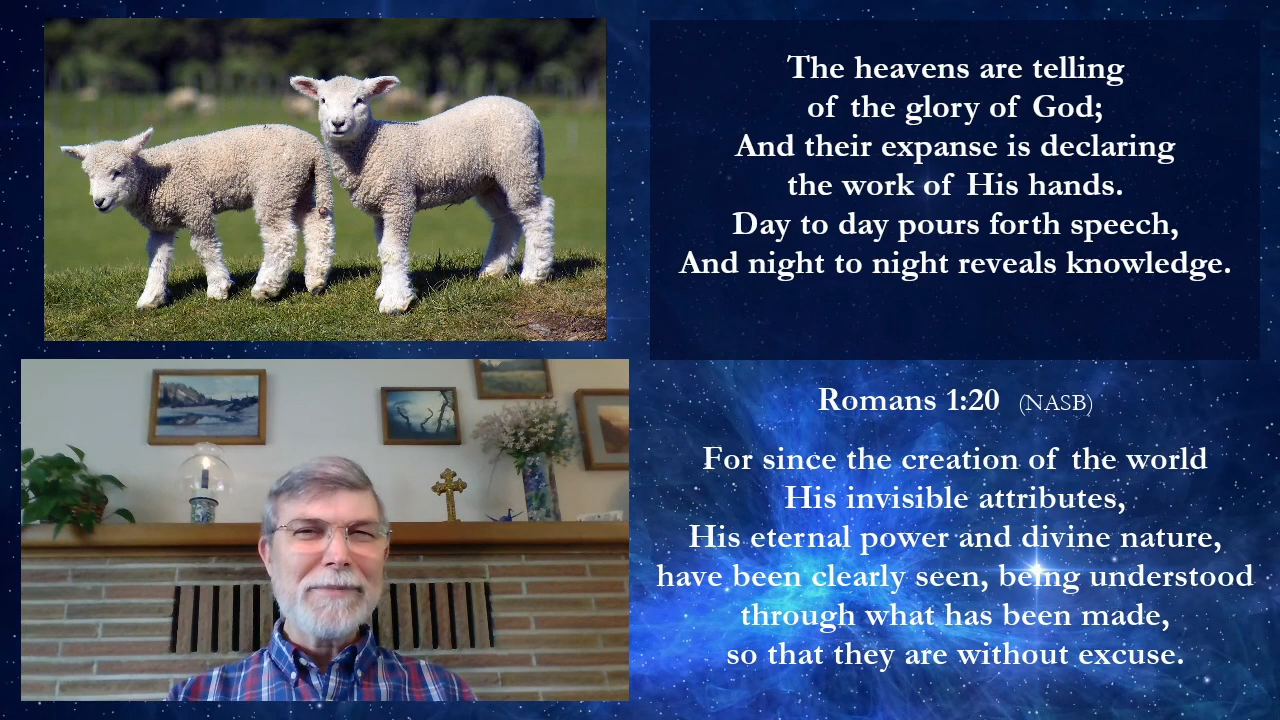 The heavens are telling
of the glory of God;
And their expanse is declaring
the work of His hands.
Day to day pours forth speech,
And night to night reveals knowledge.
Romans 1:20 (NASB)
For since the creation of the world
His invisible attributes,
His eternal power and divine nature,
have been clearly seen, being understood
through what has been made,
so that they are without excuse.